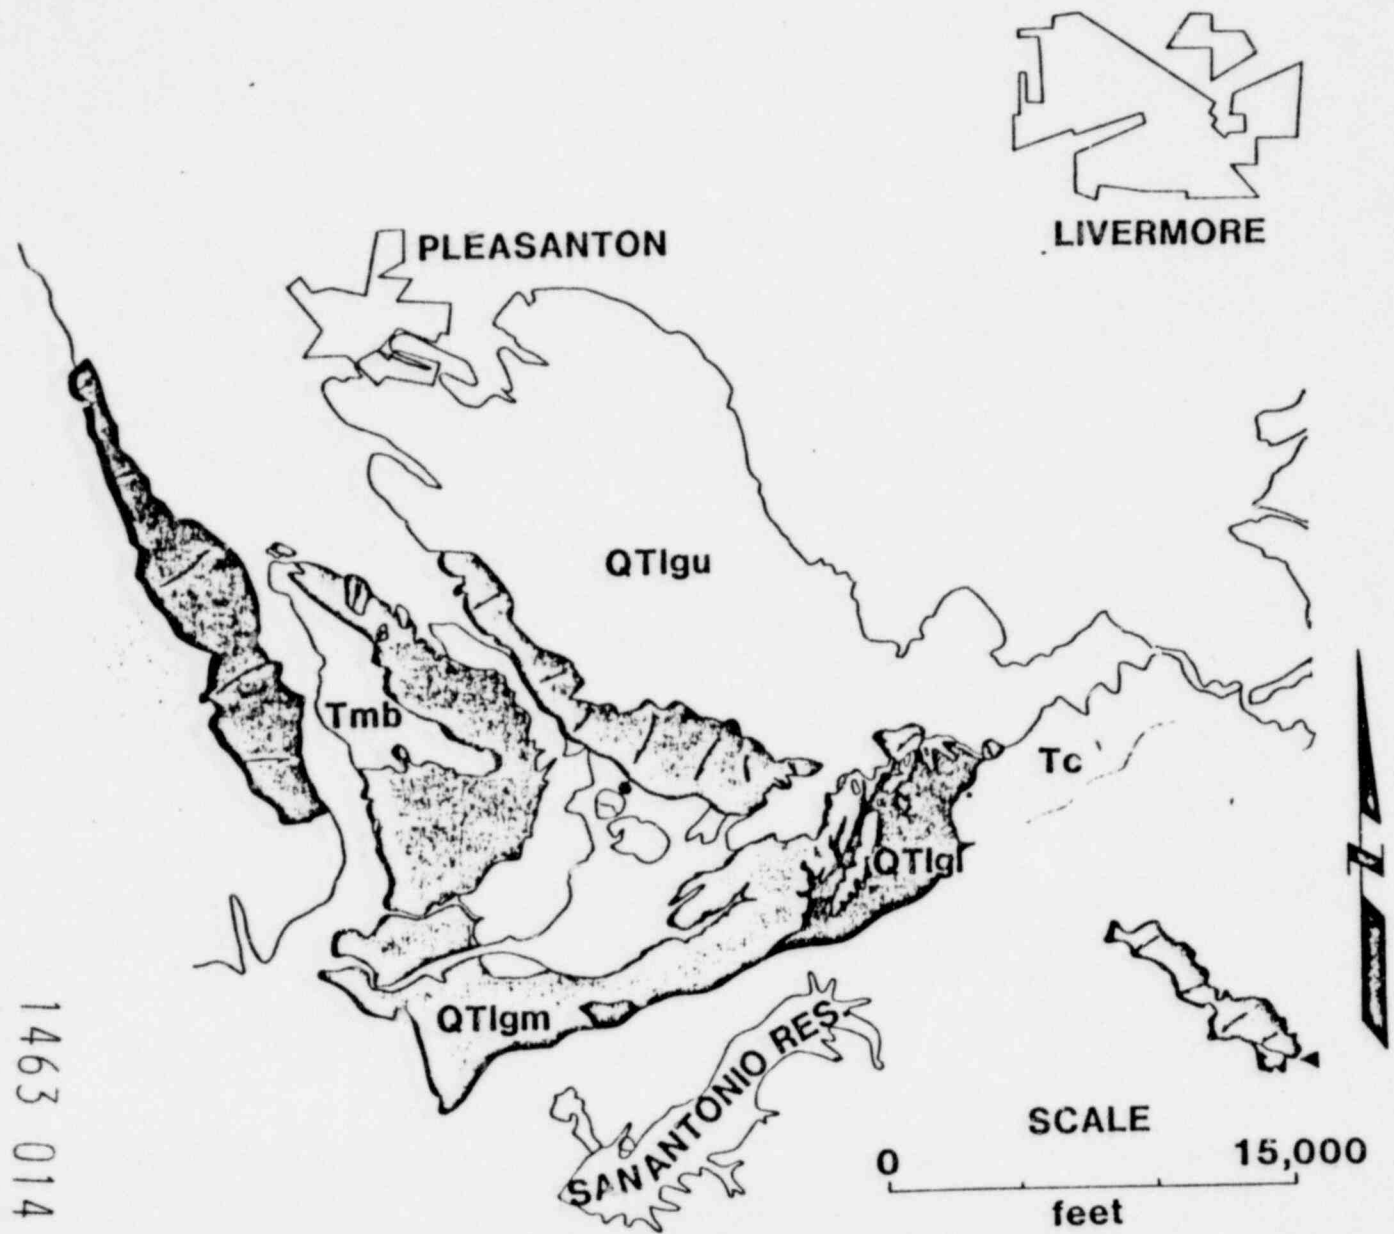 LIVERMORE
PLEASANTON
QTlgu
Tmb
Tc
QTlgl
QTlgm
SAN ANTONIO RES.
SCALE
0 15,000
feet
N
1463 014